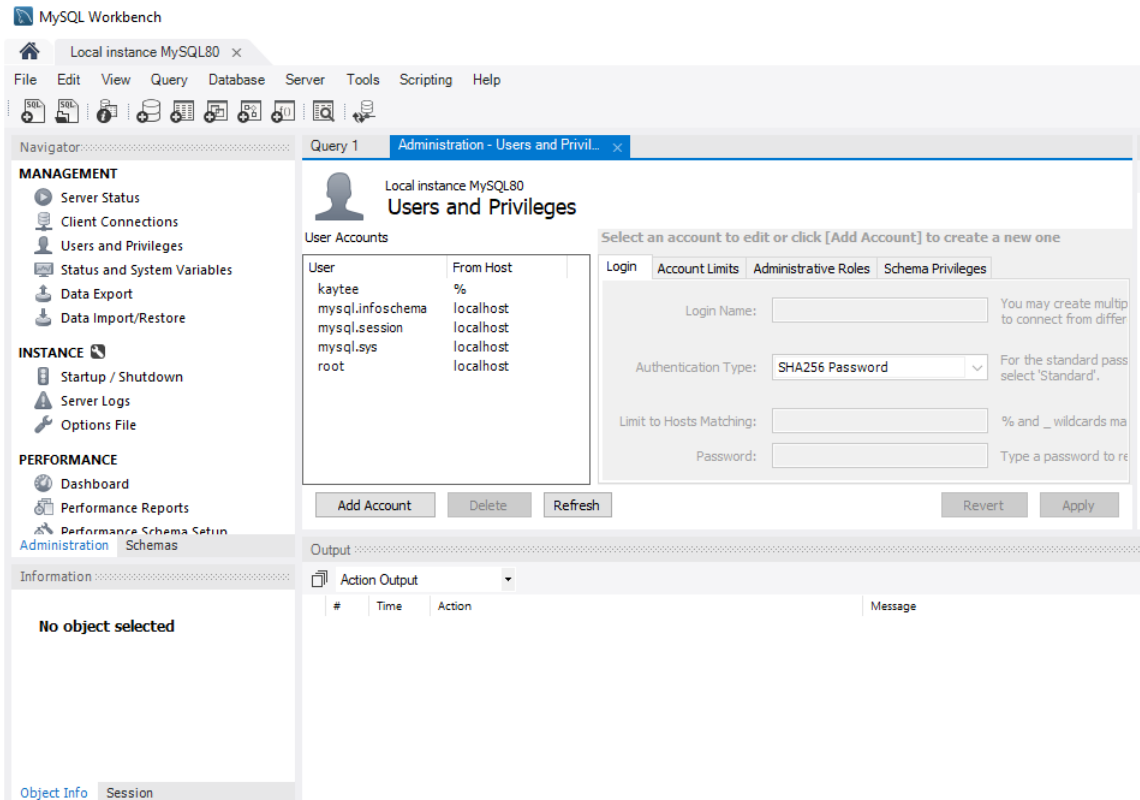 MySQL Workbench
Local instance MySQL80
File Edit View Query Database Server Tools Scripting Help
SQL SQL
Navigator
MANAGEMENT
Server Status
Client Connections
Users and Privileges
Status and System Variables
Data Export
Data Import/Restore
INSTANCE
Startup / Shutdown
Server Logs
Options File
PERFORMANCE
Dashboard
Performance Reports
Performance Schema Setup
Administration Schemas
Information
No object selected
Object Info Session
Query 1 Administration - Users and Privil...
Local instance MySQL80
Users and Privileges
User Accounts
User From Host
kaytee %
mysql.infoschema localhost
mysql.session localhost
mysql.sys localhost
root localhost
Add Account Delete Refresh
Select an account to edit or click [Add Account] to create a new one
Login Account Limits Administrative Roles Schema Privileges
Login Name: You may create multip
to connect from differ
Authentication Type: SHA256 Password For the standard pass
select 'Standard'.
Limit to Hosts Matching: % and _ wildcards ma
Password: Type a password to re
Revert Apply
Output
Action Output
# Time Action Message